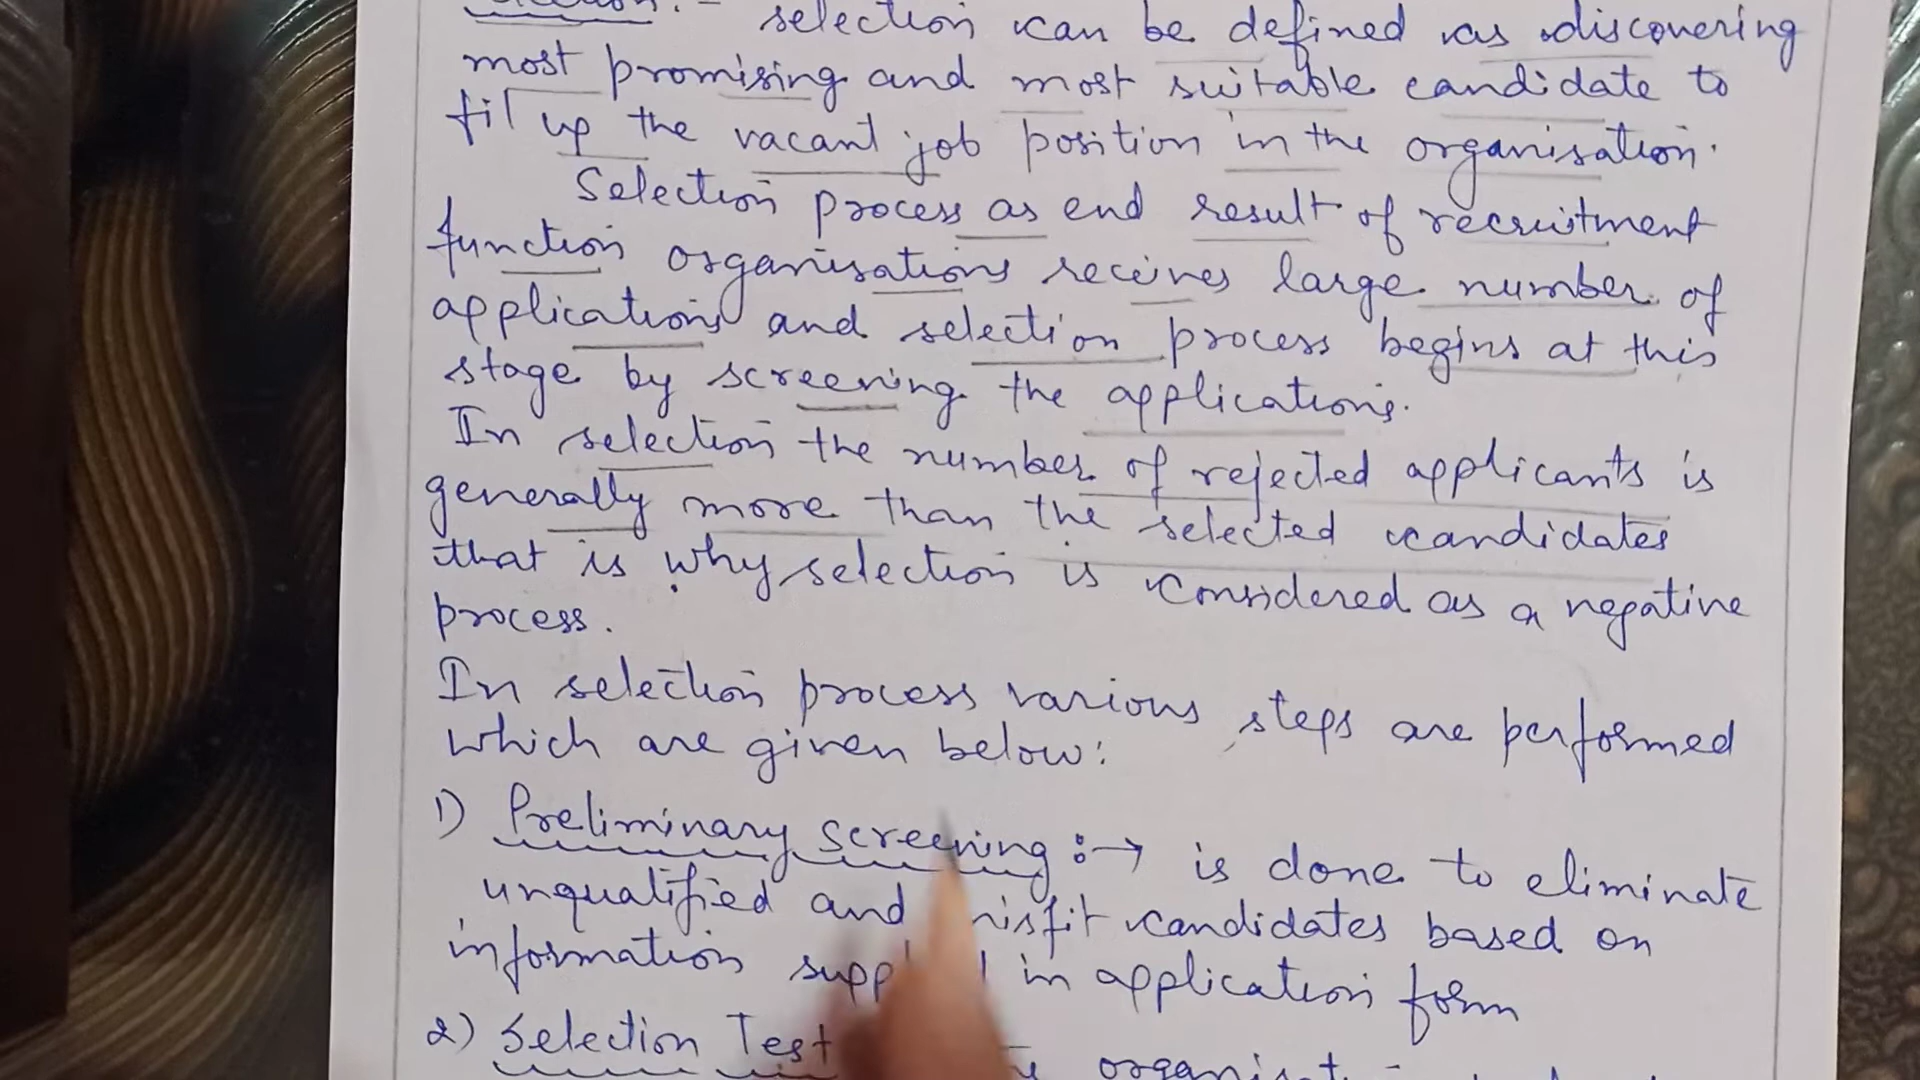 selection can be defined as discovering
most promising and most suitable candidate to
fil up the vacant job position in the organisation.
Selection process as end result of recruitment
function organisations receives large number of
applications and selection process begins at this
stage by screening the applications.
In selection the number of rejected applicants is
generally more than the selected candidates
that is why selection is considered as a negative
process.
In selection process various steps are performed
which are given below:
1) Preliminary screening :→ is done to eliminate
unqualified and misfit candidates based on
information in application form
2) Selection Test